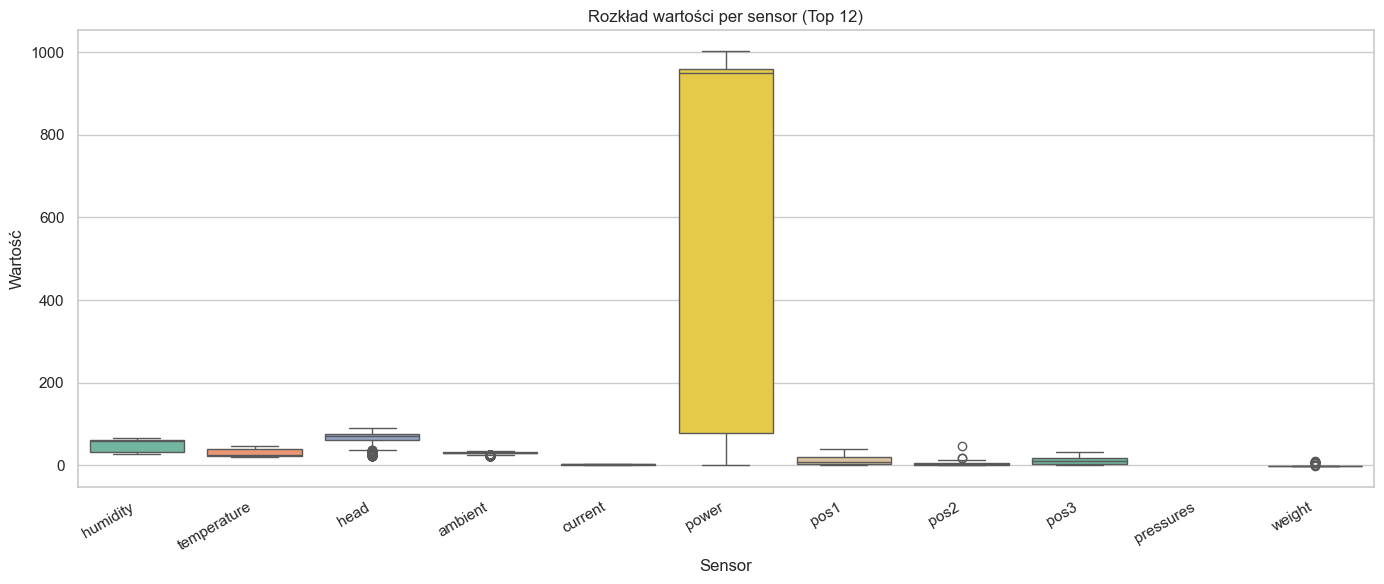 Rozkład wartości per sensor (Top 12)
Wartość
1000
800
600
400
200
0
humidity
temperature
head
ambient
current
power
pos1
pos2
pos3
pressures
weight
Sensor